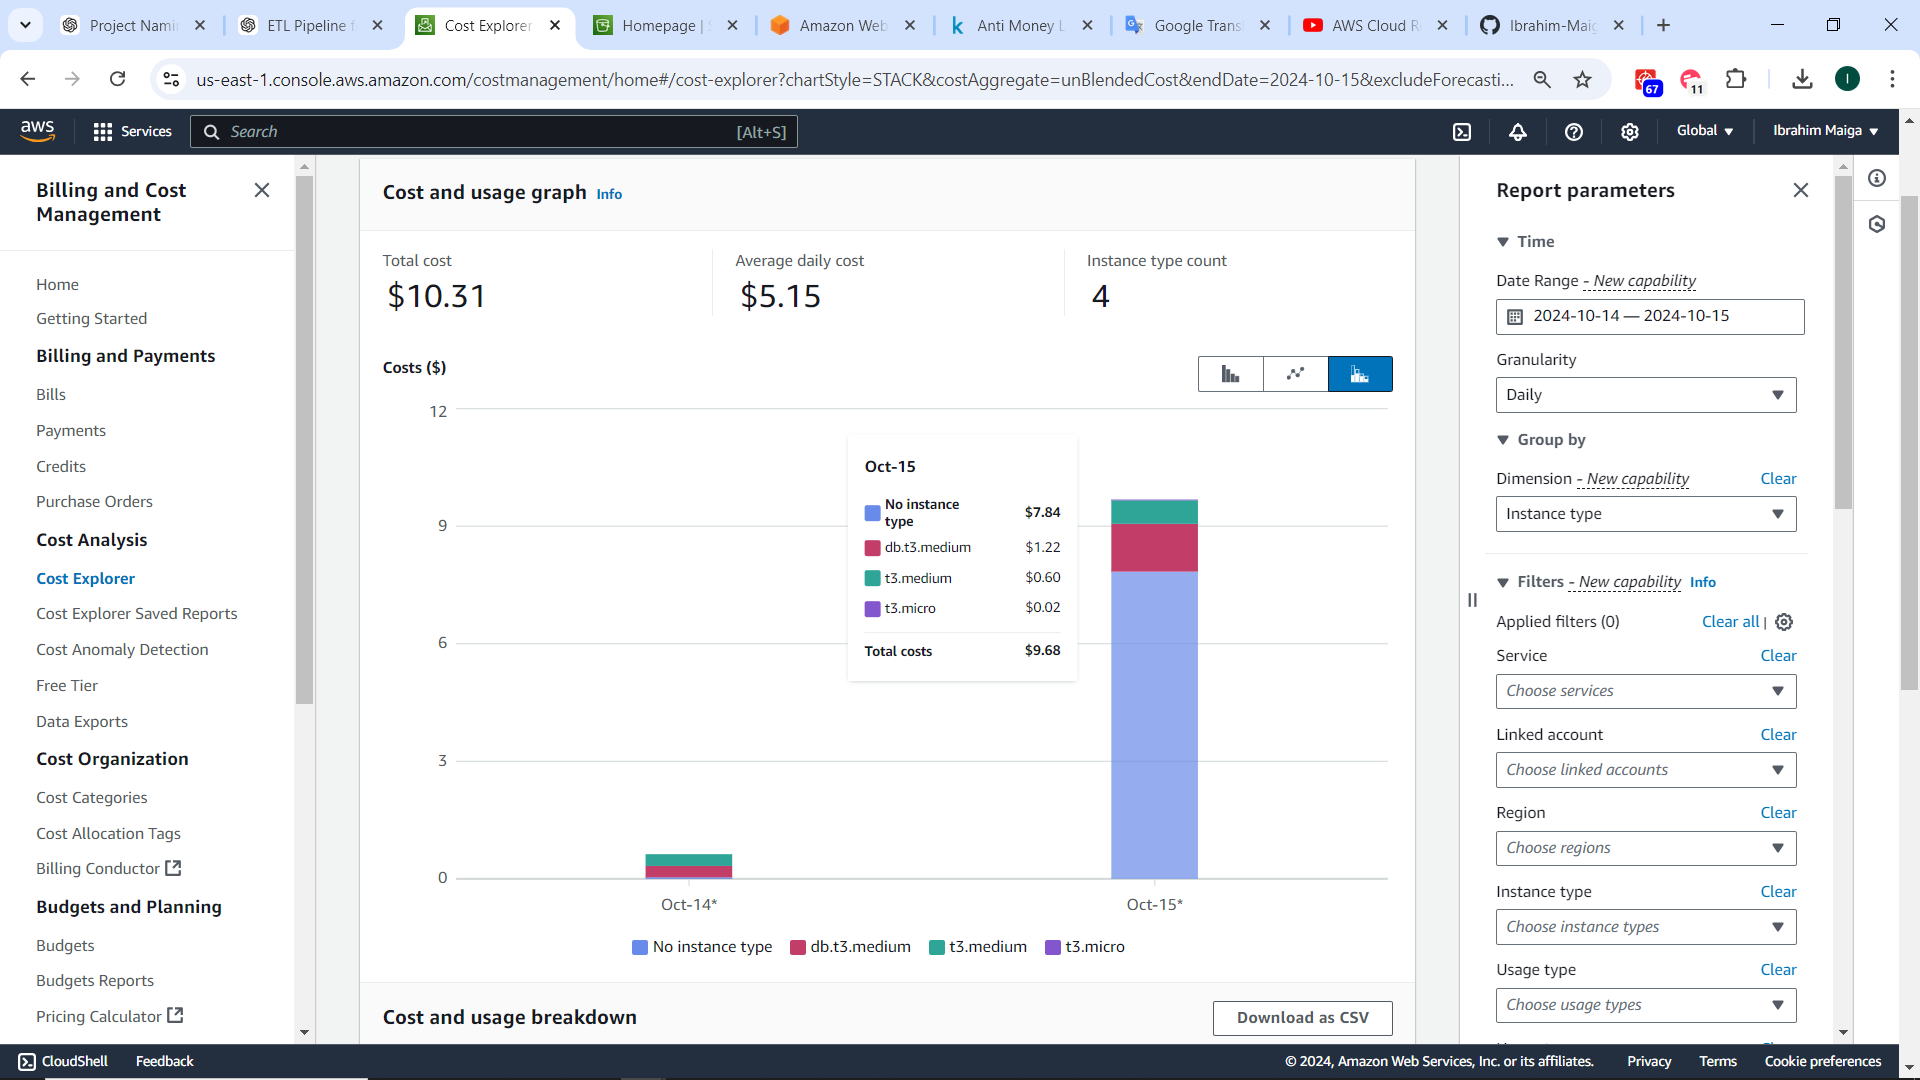 Project Namin
ETL Pipeline f
Cost Explorer
Homepage | S
Amazon Web
Anti Money L
Google Transl
AWS Cloud R
Ibrahim-Maig
us-east-1.console.aws.amazon.com/costmanagement/home#/cost-explorer?chartStyle=STACK&costAggregate=unBlendedCost&endDate=2024-10-15&excludeForecasti...
67
11
I
aws
Services
Search
[Alt+S]
Global
Ibrahim Maiga
Billing and Cost
Management
Home
Getting Started
Billing and Payments
Bills
Payments
Credits
Purchase Orders
Cost Analysis
Cost Explorer
Cost Explorer Saved Reports
Cost Anomaly Detection
Free Tier
Data Exports
Cost Organization
Cost Categories
Cost Allocation Tags
Billing Conductor
Budgets and Planning
Budgets
Budgets Reports
Pricing Calculator
Cost and usage graph Info
Total cost
$10.31
Average daily cost
$5.15
Instance type count
4
Costs ($)
12
9
6
3
0
Oct-15
No instance
type
$7.84
db.t3.medium $1.22
t3.medium $0.60
t3.micro $0.02
Total costs $9.68
Oct-14*
Oct-15*
No instance type db.t3.medium t3.medium t3.micro
Cost and usage breakdown
Download as CSV
Report parameters
Time
Date Range - New capability
2024-10-14 — 2024-10-15
Granularity
Daily
Group by
Dimension - New capability Clear
Instance type
Filters - New capability Info
Applied filters (0) Clear all |
Service Clear
Choose services
Linked account Clear
Choose linked accounts
Region Clear
Choose regions
Instance type Clear
Choose instance types
Usage type Clear
Choose usage types
CloudShell
Feedback
© 2024, Amazon Web Services, Inc. or its affiliates.
Privacy
Terms
Cookie preferences